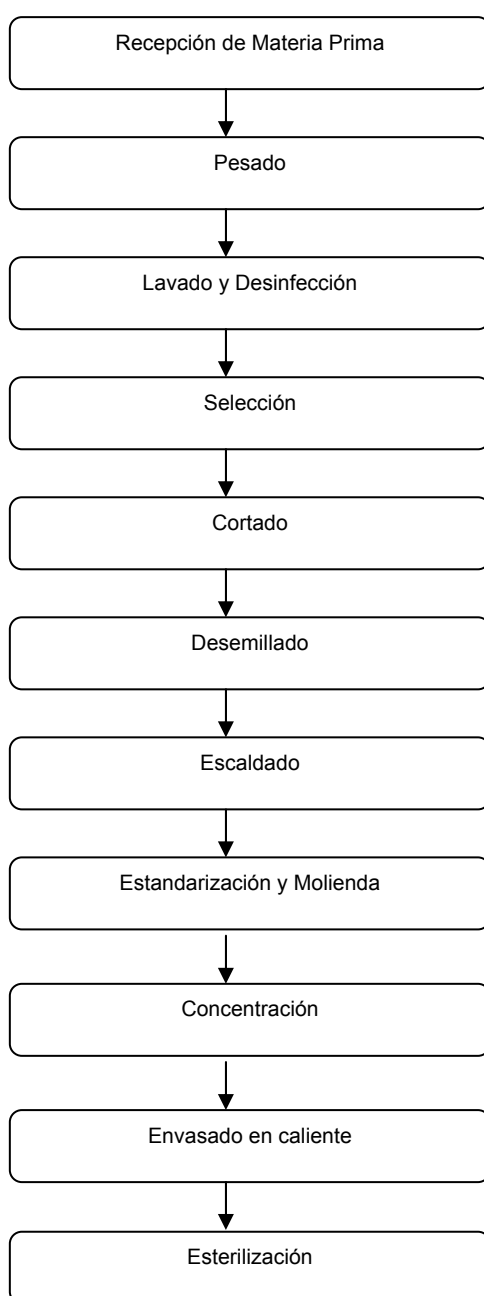 Recepción de Materia Prima
Pesado
Lavado y Desinfección
Selección
Cortado
Desemillado
Escaldado
Estandarización y Molienda
Concentración
Envasado en caliente
Esterilización